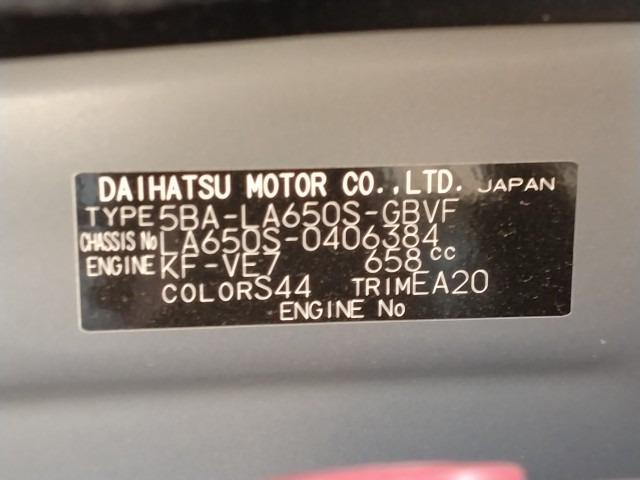 DAIHATSU MOTOR CO.,LTD. JAPAN
TYPE 5BA-LA650S-GBVF
CHASSIS No LA650S-0406384
ENGINE KF-VE7 658cc
COLOR S44 TRIM EA20
ENGINE No